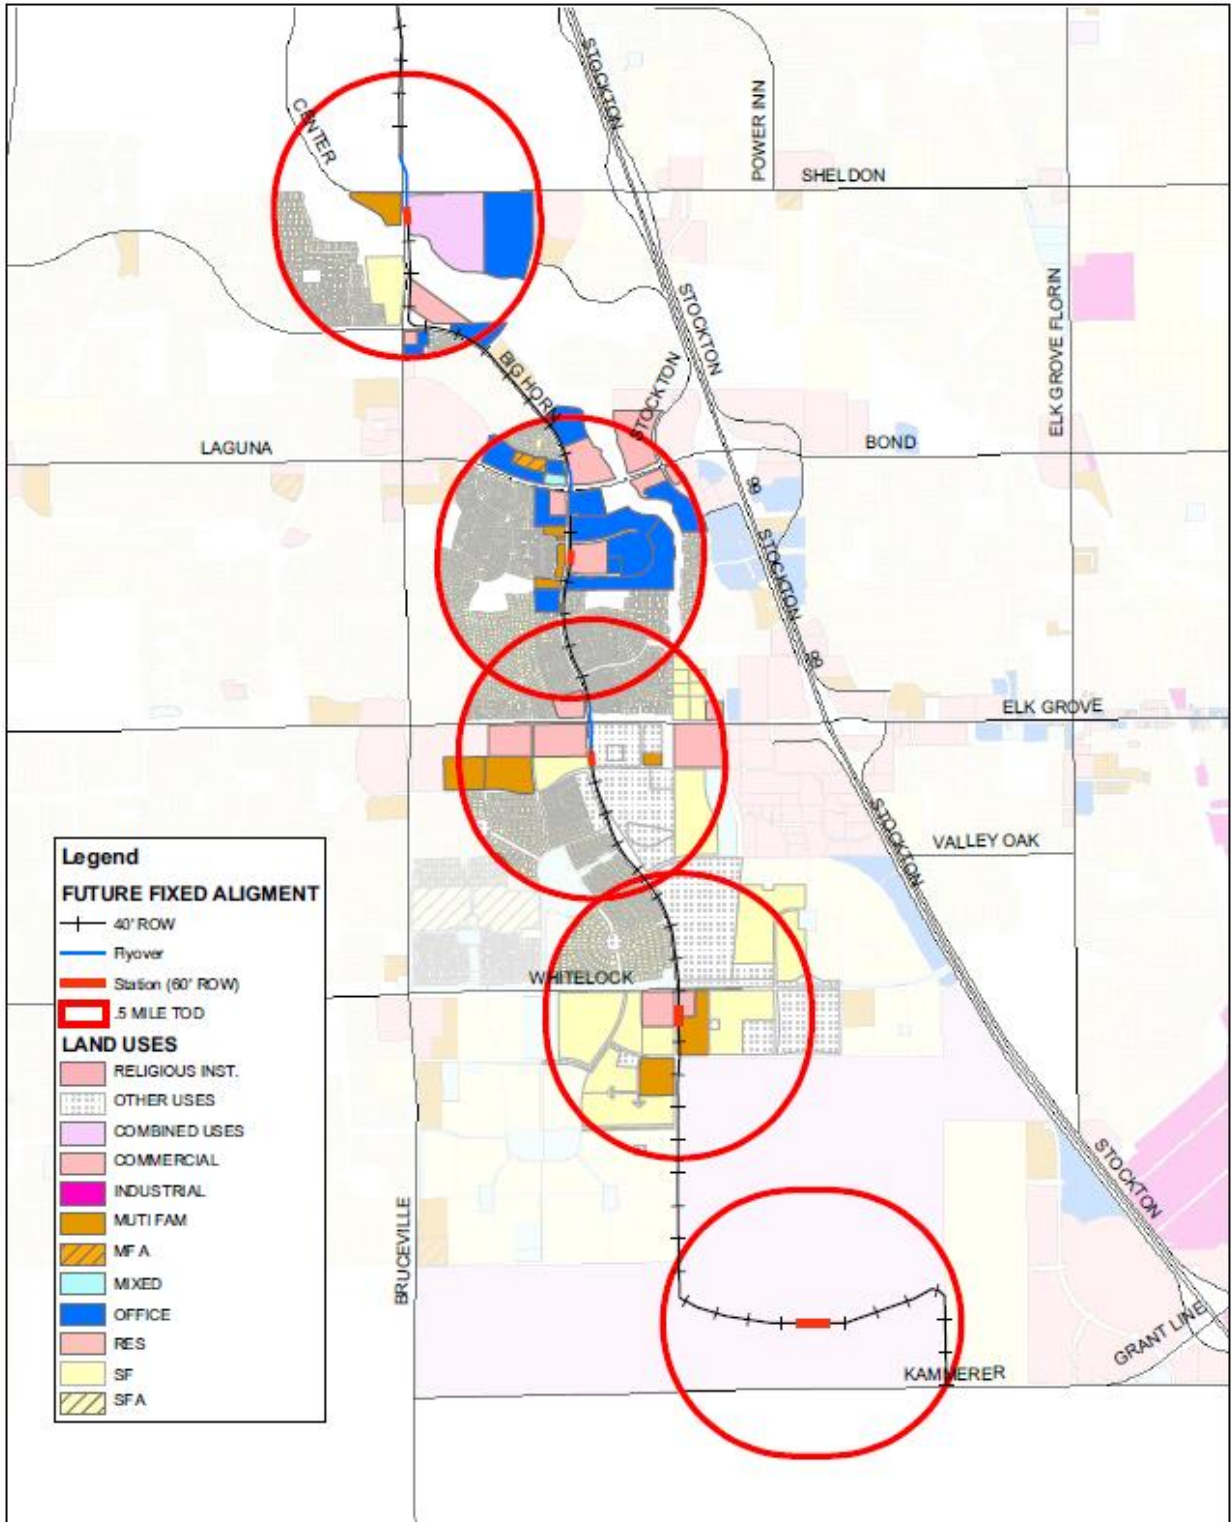 STOCKTON
CENTER
POWER INN
SHELDON
STOCKTON
ELK GROVE FLORIN
BIG HORN
STOCKTON
LAGUNA
BOND
99
STOCKTON
99
ELK GROVE
STOCKTON
VALLEY OAK
WHITELOCK
BRUCEVILLE
STOCKTON
GRANT LINE
KAMMERER
Legend
FUTURE FIXED ALIGMENT
40' ROW
Flyover
Station (60' ROW)
.5 MILE TOD
LAND USES
RELIGIOUS INST.
OTHER USES
COMBINED USES
COMMERCIAL
INDUSTRIAL
MUTI FAM
MFA
MIXED
OFFICE
RES
SF
SFA